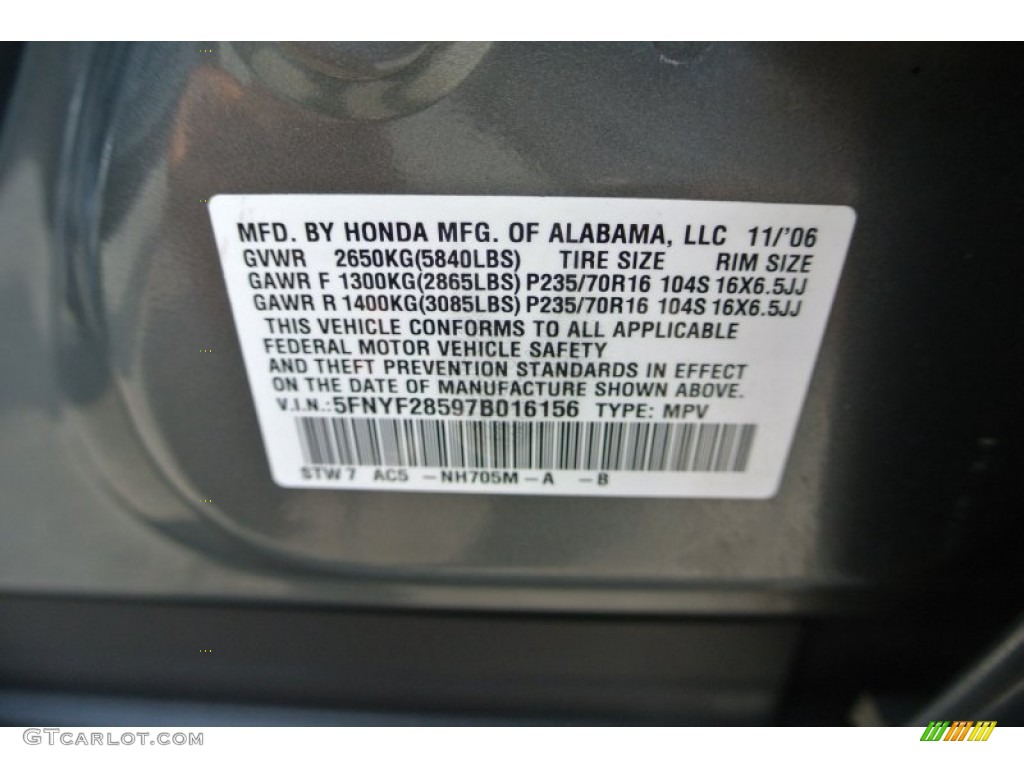 MFD. BY HONDA MFG. OF ALABAMA, LLC 11/'06
GVWR 2650KG(5840LBS) TIRE SIZE RIM SIZE
GAWR F 1300KG(2865LBS) P235/70R16 104S 16X6.5JJ
GAWR R 1400KG(3085LBS) P235/70R16 104S 16X6.5JJ
THIS VEHICLE CONFORMS TO ALL APPLICABLE
FEDERAL MOTOR VEHICLE SAFETY
AND THEFT PREVENTION STANDARDS IN EFFECT
ON THE DATE OF MANUFACTURE SHOWN ABOVE.
V.I.N.:5FNYF28597B016156 TYPE: MPV
STW7 AC5 -NH705M-A -B
GTCarlot.com